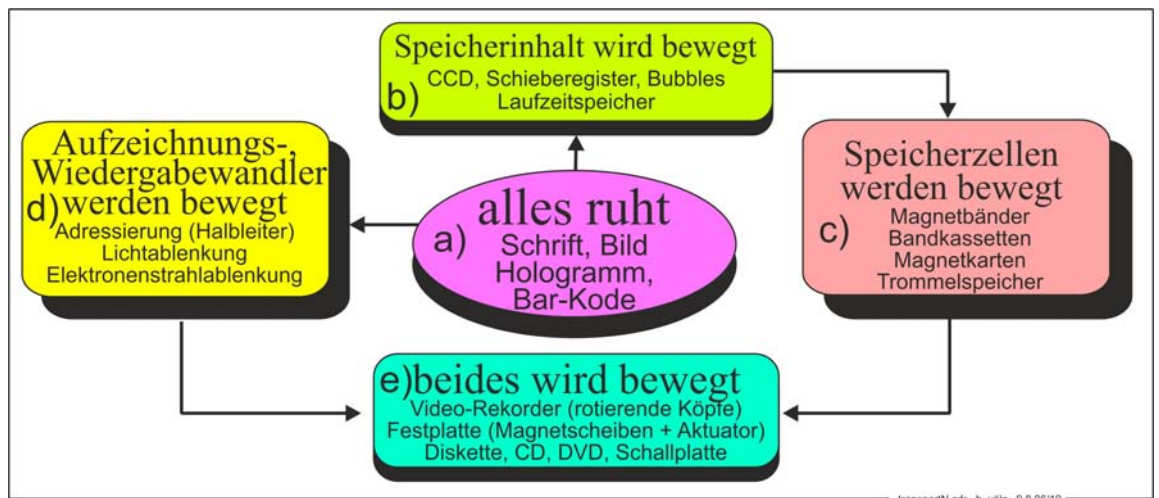 Speicherinhalt wird bewegt
CCD, Schieberegister, Bubbles
b) Laufzeitspeicher
Aufzeichnungs-,
Wiedergabewandler
d) werden bewegt
Adressierung (Halbleiter)
Lichtablenkung
Elektronenstrahlablenkung
alles ruht
a) Schrift, Bild
Hologramm,
Bar-Kode
Speicherzellen
werden bewegt
Magnetbänder
c) Bandkassetten
Magnetkarten
Trommelspeicher
e) beides wird bewegt
Video-Rekorder (rotierende Köpfe)
Festplatte (Magnetscheiben + Aktuator)
Diskette, CD, DVD, Schallplatte